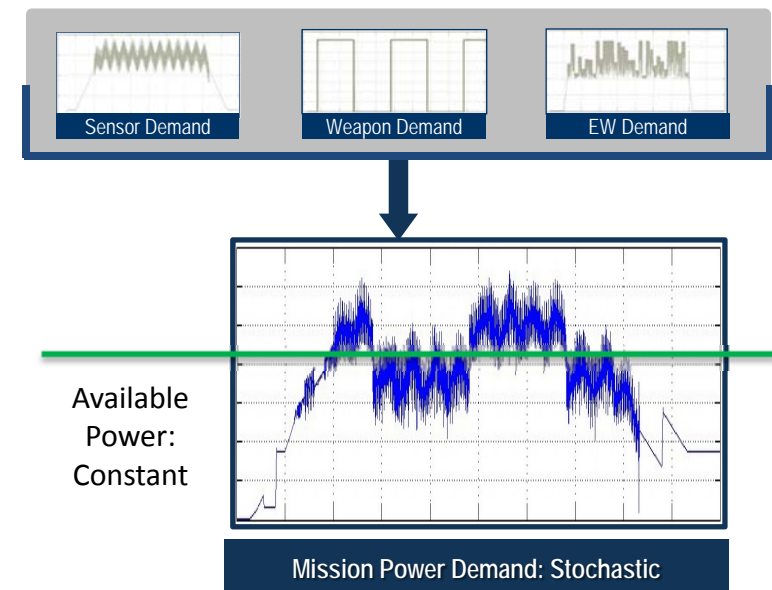 Sensor Demand
Weapon Demand
EW Demand
Available
Power:
Constant
Mission Power Demand: Stochastic